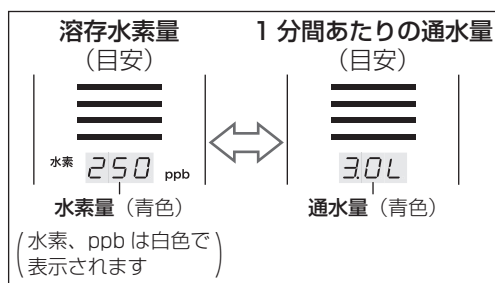 溶存水素量
(目安)
水素 250 ppb
水素量(青色)
(水素、ppb は白色で
表示されます)
1 分間あたりの通水量
(目安)
3.0L
通水量(青色)